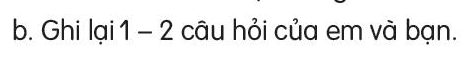 b. Ghi lại 1 – 2 câu hỏi của em và bạn.